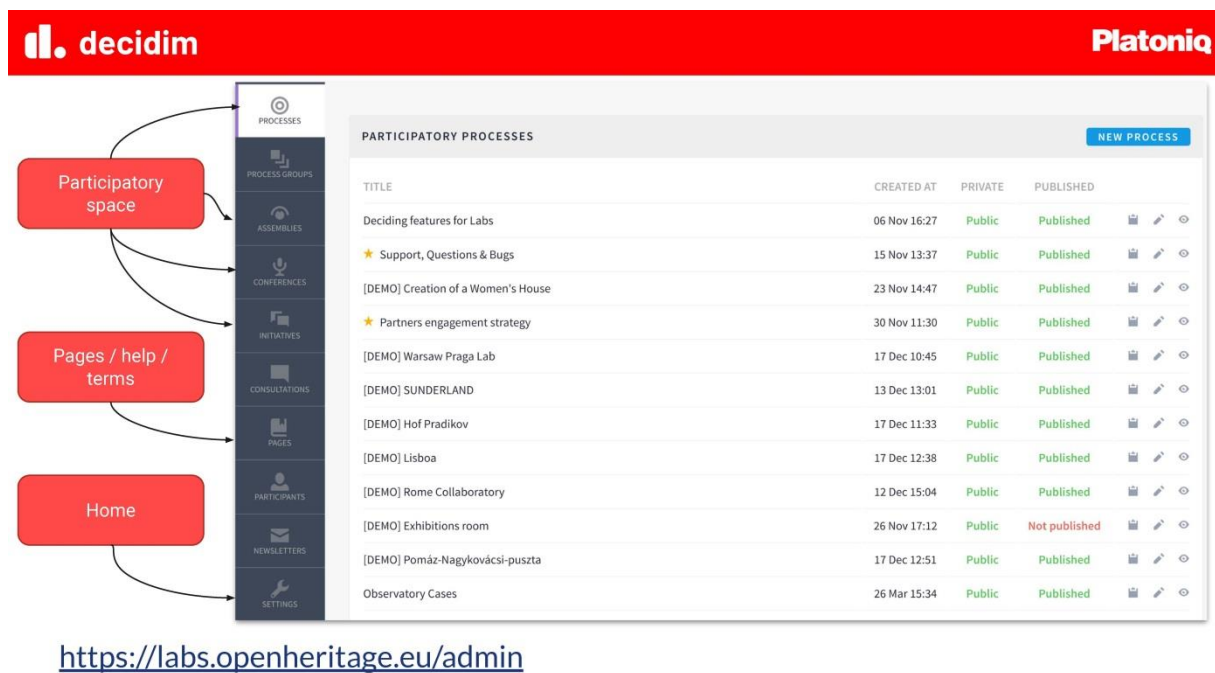 decidim
Platoniq
Participatory
space
Pages / help /
terms
Home
PROCESSES
PROCESS GROUPS
ASSEMBLIES
CONFERENCES
INITIATIVES
CONSULTATIONS
PAGES
PARTICIPANTS
NEWSLETTERS
SETTINGS
PARTICIPATORY PROCESSES NEW PROCESS
TITLE CREATED AT PRIVATE PUBLISHED
Deciding features for Labs 06 Nov 16:27 Public Published
Support, Questions & Bugs 15 Nov 13:37 Public Published
[DEMO] Creation of a Women's House 23 Nov 14:47 Public Published
Partners engagement strategy 30 Nov 11:30 Public Published
[DEMO] Warsaw Praga Lab 17 Dec 10:45 Public Published
[DEMO] SUNDERLAND 13 Dec 13:01 Public Published
[DEMO] Hof Pradikov 17 Dec 11:33 Public Published
[DEMO] Lisboa 17 Dec 12:38 Public Published
[DEMO] Rome Collaboratory 12 Dec 15:04 Public Published
[DEMO] Exhibitions room 26 Nov 17:12 Public Not published
[DEMO] Pomáz-Nagykovácsi-puszta 17 Dec 12:51 Public Published
Observatory Cases 26 Mar 15:34 Public Published
https://labs.openheritage.eu/admin